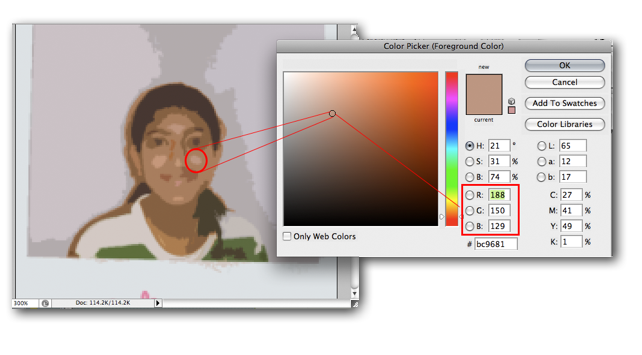 Color Picker (Foreground Color)
new
current
OK
Cancel
Add To Swatches
Color Libraries
H: 21 °
S: 31 %
B: 74 %
R: 188
G: 150
B: 129
# bc9681
L: 65
a: 12
b: 17
C: 27 %
M: 41 %
Y: 49 %
K: 1 %
Only Web Colors
300%
Doc: 114.2K/114.2K